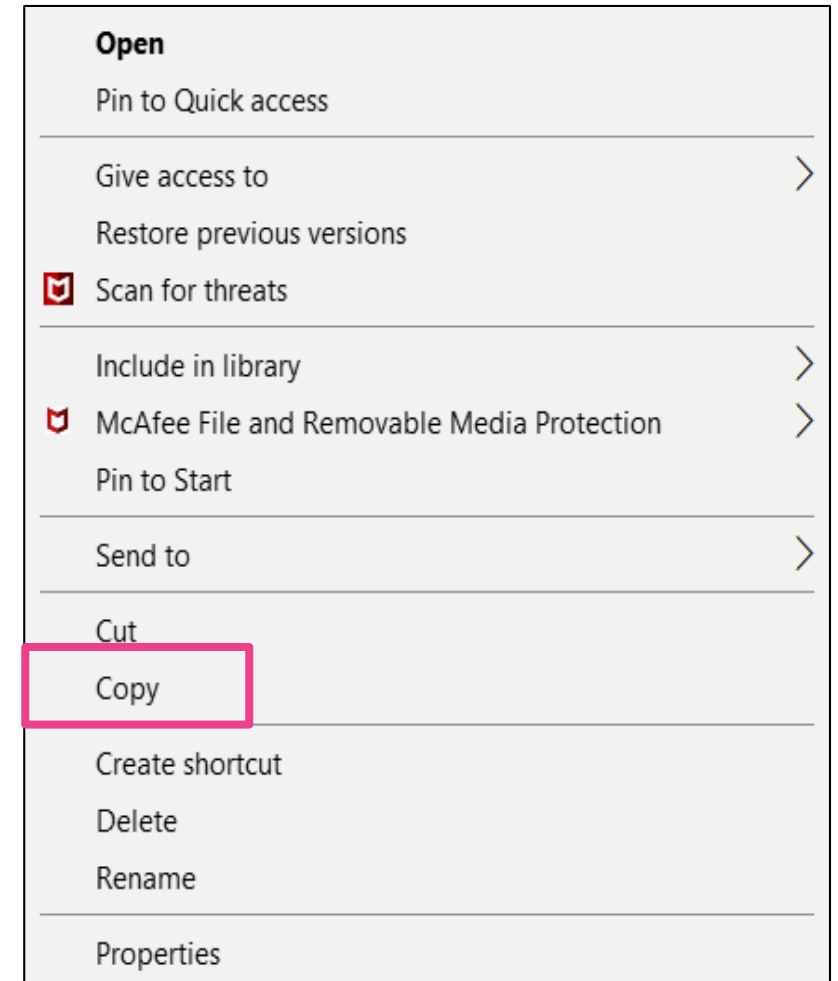 Open
Pin to Quick access
Give access to
Restore previous versions
Scan for threats
Include in library
McAfee File and Removable Media Protection
Pin to Start
Send to
Cut
Copy
Create shortcut
Delete
Rename
Properties